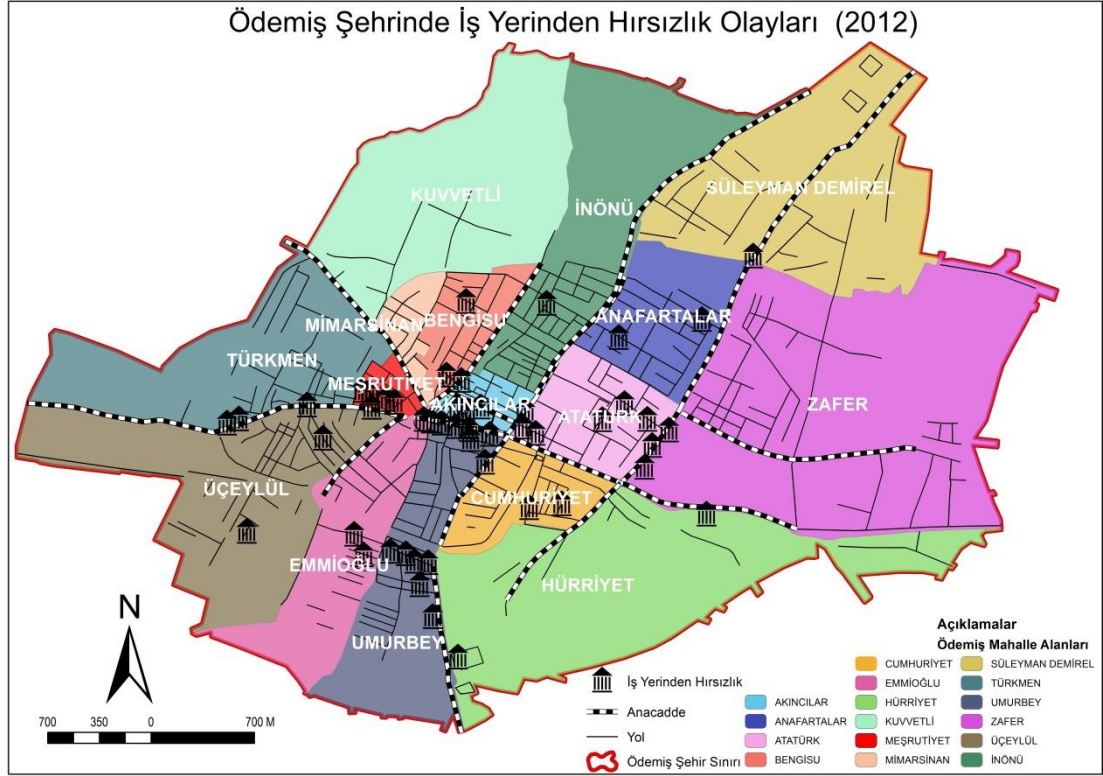 Ödemiş Şehrinde İş Yerinden Hırsızlık Olayları (2012)
KUVVETLİ
İNÖNÜ
SÜLEYMAN DEMİREL
MİMARSİNAN
BENGİSU
ANAFARTALAR
TÜRKMEN
MEŞRUTİYET
AKINCILAR
ATATÜRK
ZAFER
ÜÇEYLÜL
CUMHURİYET
EMMİOĞLU
HÜRRİYET
UMURBEY
N
700 350 0 700 M
İş Yerinden Hırsızlık
Anacadde
Yol
Ödemiş Şehir Sınırı
Açıklamalar
Ödemiş Mahalle Alanları
AKINCILAR
ANAFARTALAR
ATATÜRK
BENGİSU
CUMHURİYET
EMMİOĞLU
HÜRRİYET
KUVVETLİ
MEŞRUTİYET
MİMARSİNAN
SÜLEYMAN DEMİREL
TÜRKMEN
UMURBEY
ZAFER
ÜÇEYLÜL
İNÖNÜ